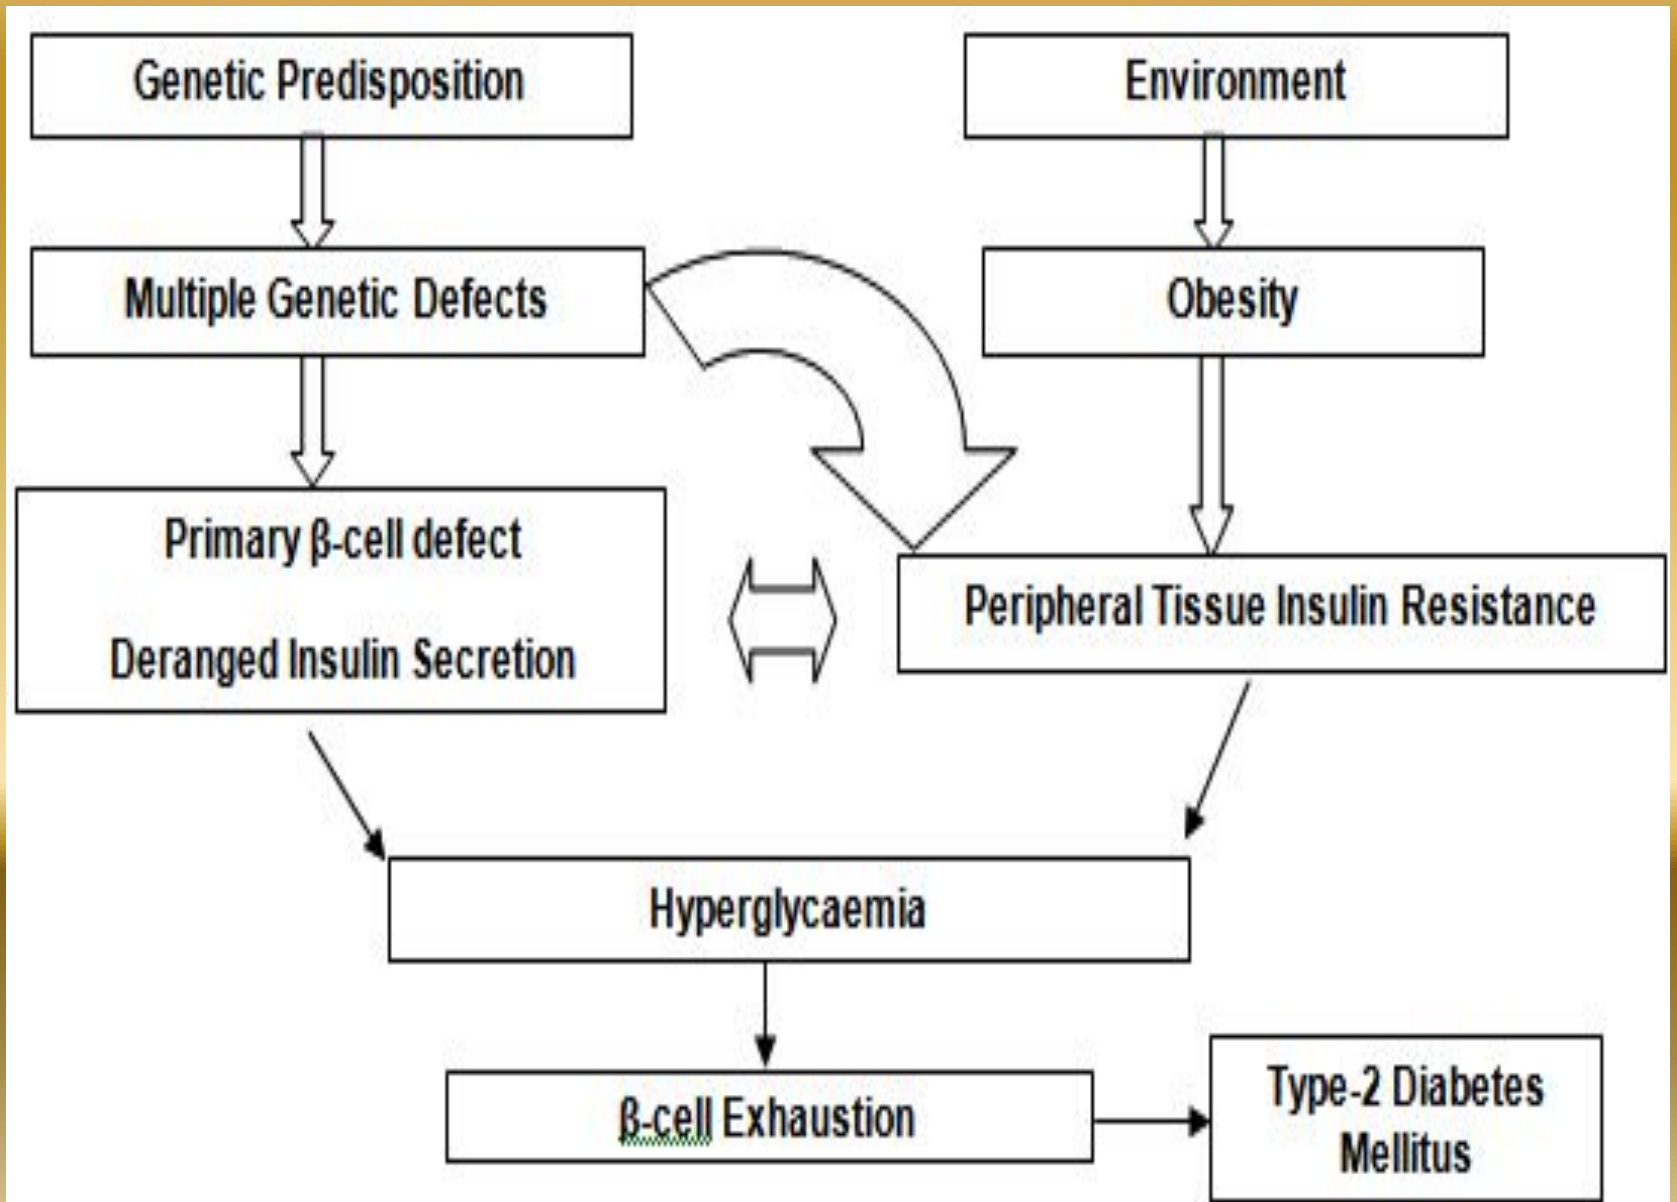 Genetic Predisposition
Environment
Multiple Genetic Defects
Obesity
Primary β-cell defect
Deranged Insulin Secretion
Peripheral Tissue Insulin Resistance
Hyperglycaemia
β-cell Exhaustion
Type-2 Diabetes
Mellitus